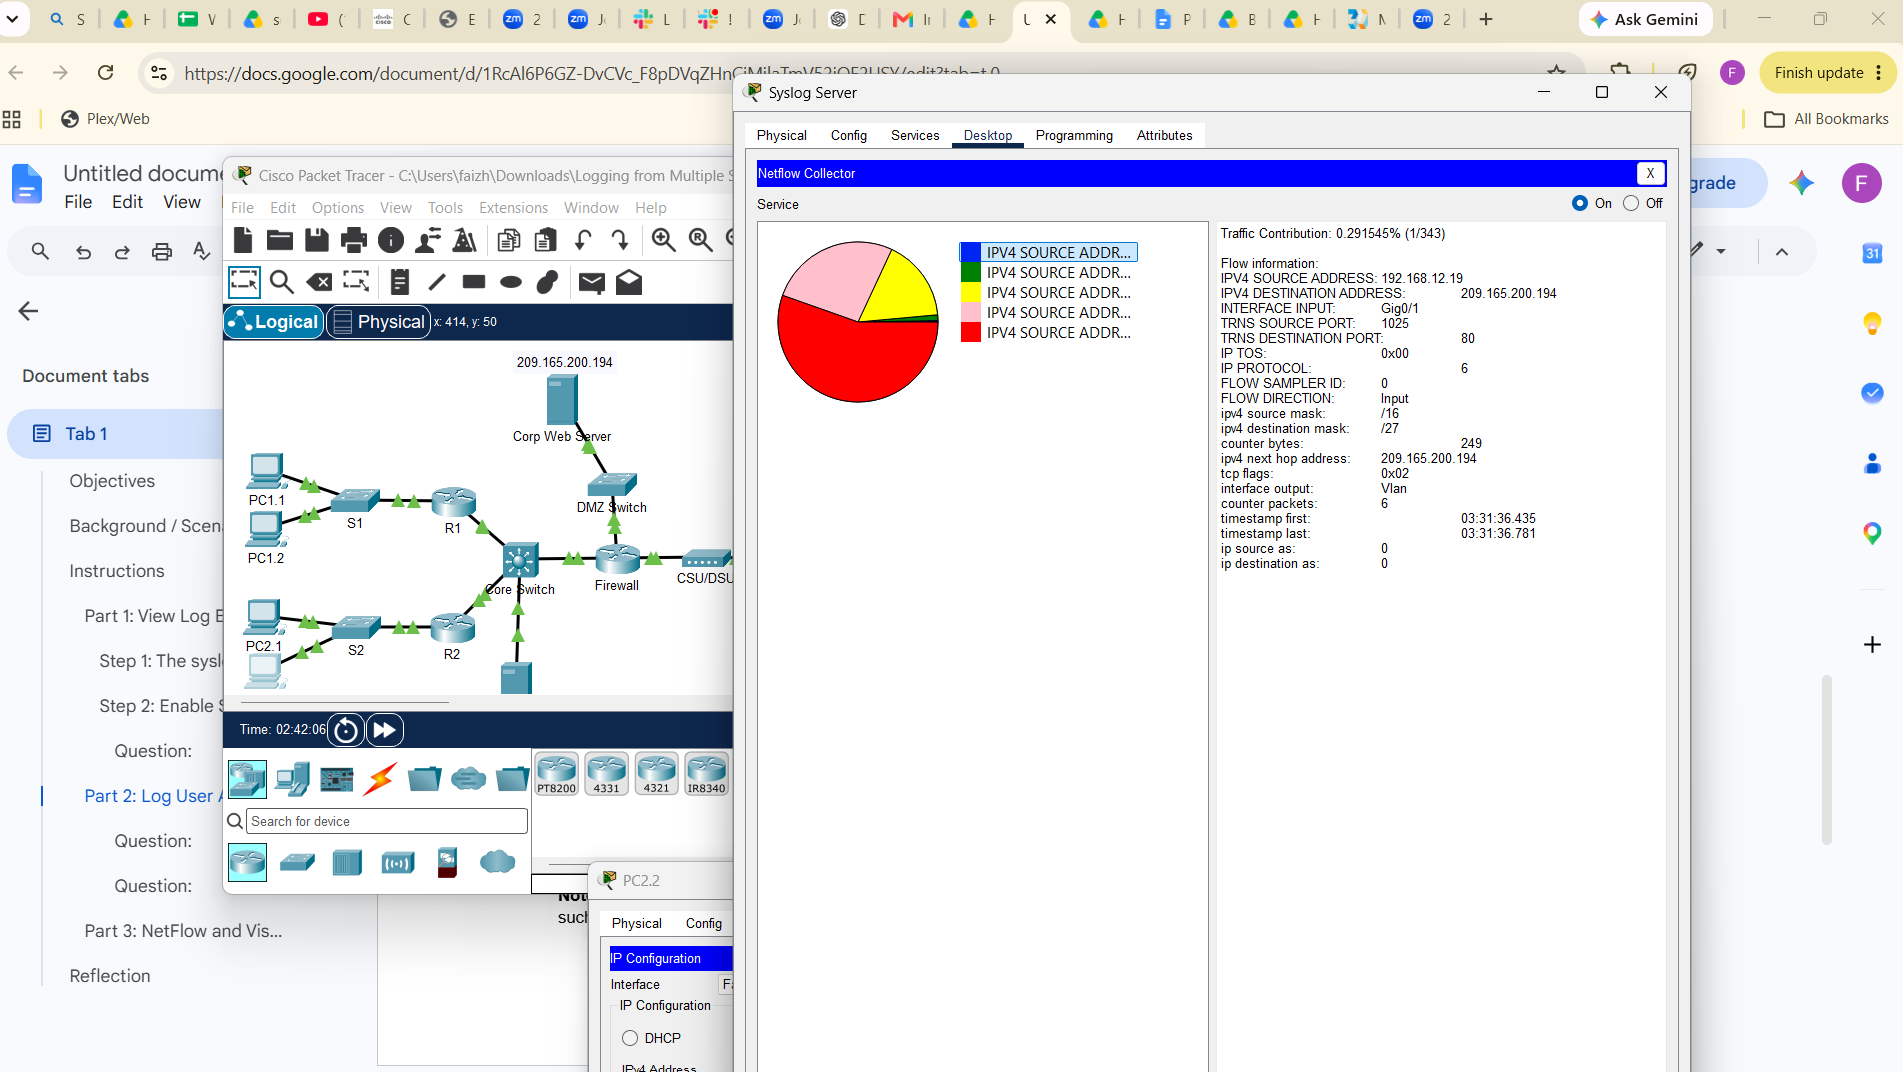 https://docs.google.com/document/d/1RcAl6P6GZ-DvCVc_F8pDVqZHnGiMilaTmV52iOE2USY/edit?tab=t.0
Ask Gemini
Finish update
Plex/Web
All Bookmarks
Untitled docume
File Edit View
grade
F
Document tabs
Tab 1
Objectives
Background / Scena
Instructions
Part 1: View Log E
Step 1: The syslo
Step 2: Enable S
Question:
Part 2: Log User A
Question:
Question:
Part 3: NetFlow and Vis...
Reflection
Cisco Packet Tracer - C:\Users\faizh\Downloads\Logging from Multiple S
File Edit Options View Tools Extensions Window Help
Logical
Physical
x: 414, y: 50
209.165.200.194
Corp Web Server
DMZ Switch
PC1.1
S1
R1
PC1.2
Core Switch
Firewall
CSU/DSU
PC2.1
S2
R2
Time: 02:42:06
PT8200
4331
4321
IR8340
Search for device
Note
such
PC2.2
Physical Config
IP Configuration
Interface Fa
IP Configuration
DHCP
IPv4 Address
Syslog Server
Physical Config Services Desktop Programming Attributes
Netflow Collector
X
Service
On Off
IPV4 SOURCE ADDR...
IPV4 SOURCE ADDR...
IPV4 SOURCE ADDR...
IPV4 SOURCE ADDR...
IPV4 SOURCE ADDR...
Traffic Contribution: 0.291545% (1/343)
Flow information:
IPV4 SOURCE ADDRESS: 192.168.12.19
IPV4 DESTINATION ADDRESS: 209.165.200.194
INTERFACE INPUT: Gig0/1
TRNS SOURCE PORT: 1025
TRNS DESTINATION PORT: 80
IP TOS: 0x00
IP PROTOCOL: 6
FLOW SAMPLER ID: 0
FLOW DIRECTION: Input
ipv4 source mask: /16
ipv4 destination mask: /27
counter bytes: 249
ipv4 next hop address: 209.165.200.194
tcp flags: 0x02
interface output: Vlan
counter packets: 6
timestamp first: 03:31:36.435
timestamp last: 03:31:36.781
ip source as: 0
ip destination as: 0